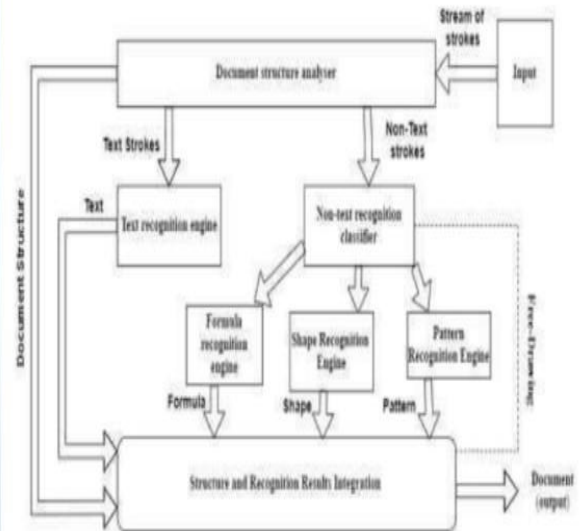 Stream of
strokes
Input
Document structure analyser
Text Strokes
Non-Text
strokes
Document Structure
Text
Text recognition engine
Non-text recognition
classifier
Free-Drawing
Formula
recognition
engine
Shape Recognition
Engine
Pattern
Recognition Engine
Formula
Shape
Pattern
Structure and Recognition Results Integration
Document
(output)